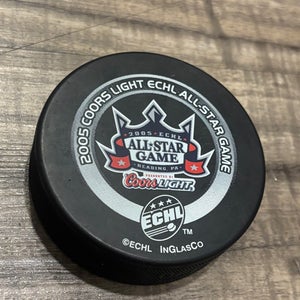 2005 COORS LIGHT ECHL ALL-STAR GAME
2005 ECHL
ALL-STAR
GAME
READING PA
PRESENTED BY
Coors LIGHT
ECHL
TM
©ECHL INGLASCO